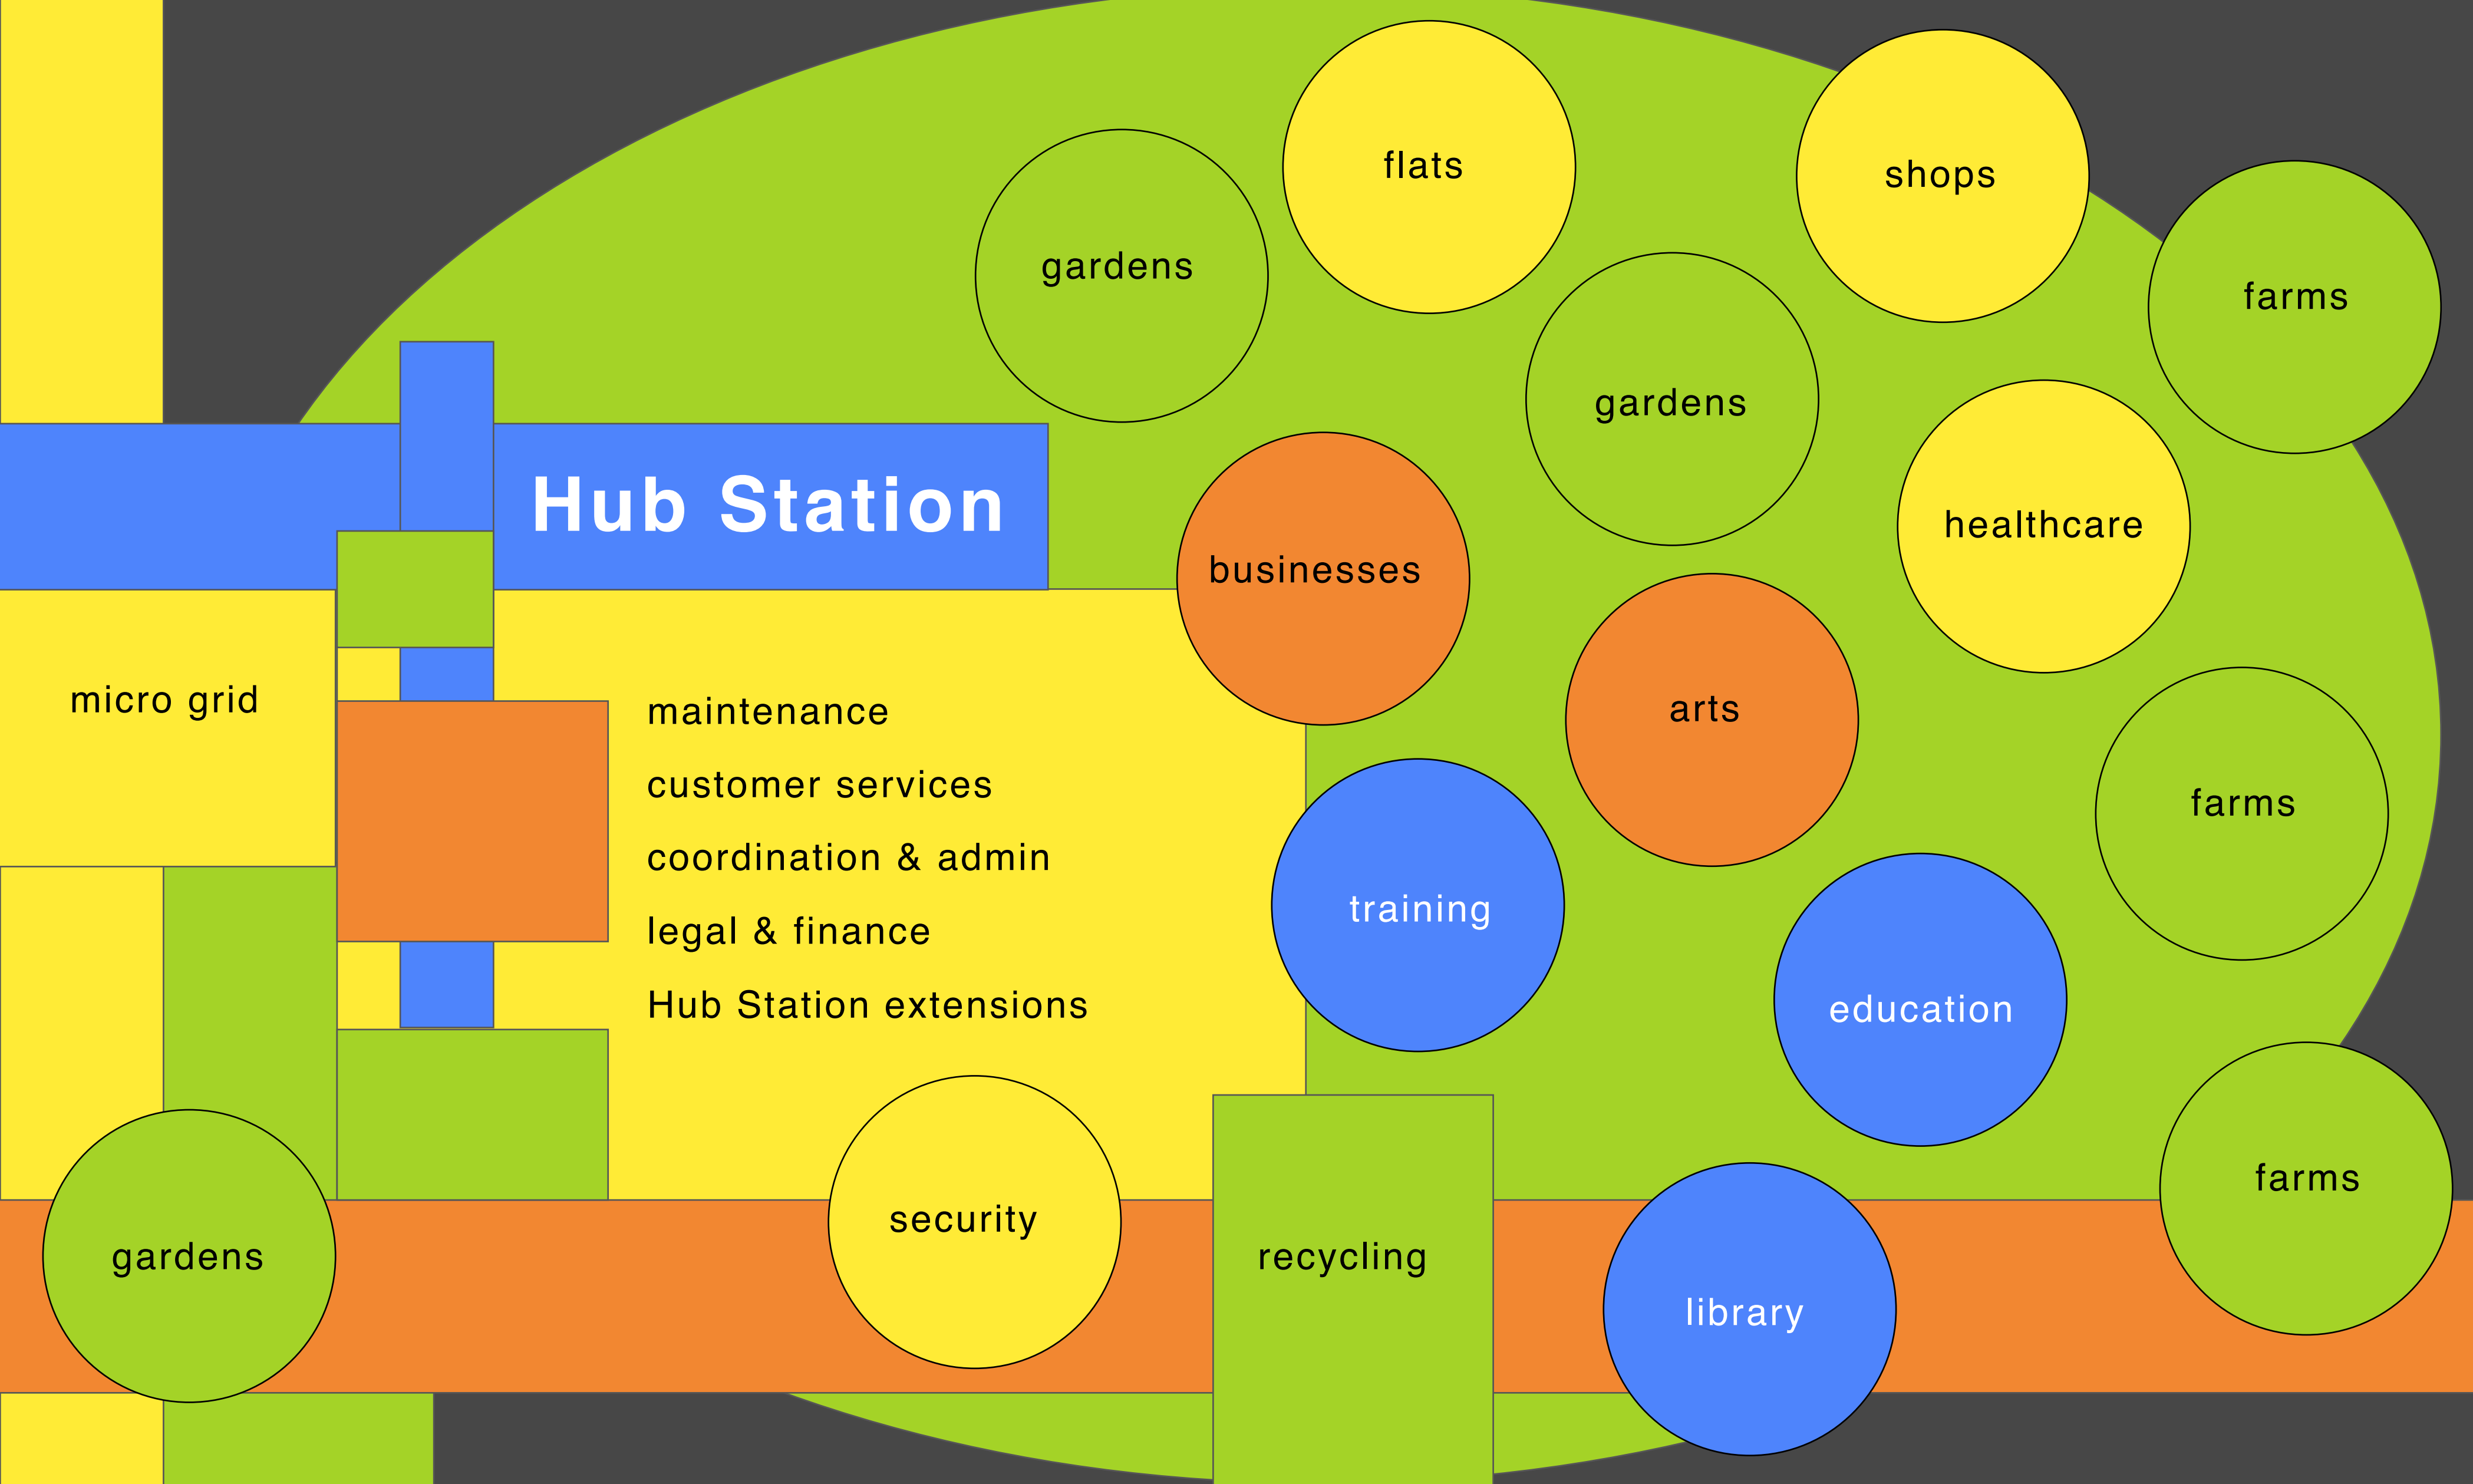 flats
shops
gardens
farms
gardens
Hub Station
healthcare
businesses
micro grid
maintenance
arts
customer services
farms
coordination & admin
training
legal & finance
Hub Station extensions
education
farms
security
gardens
recycling
library